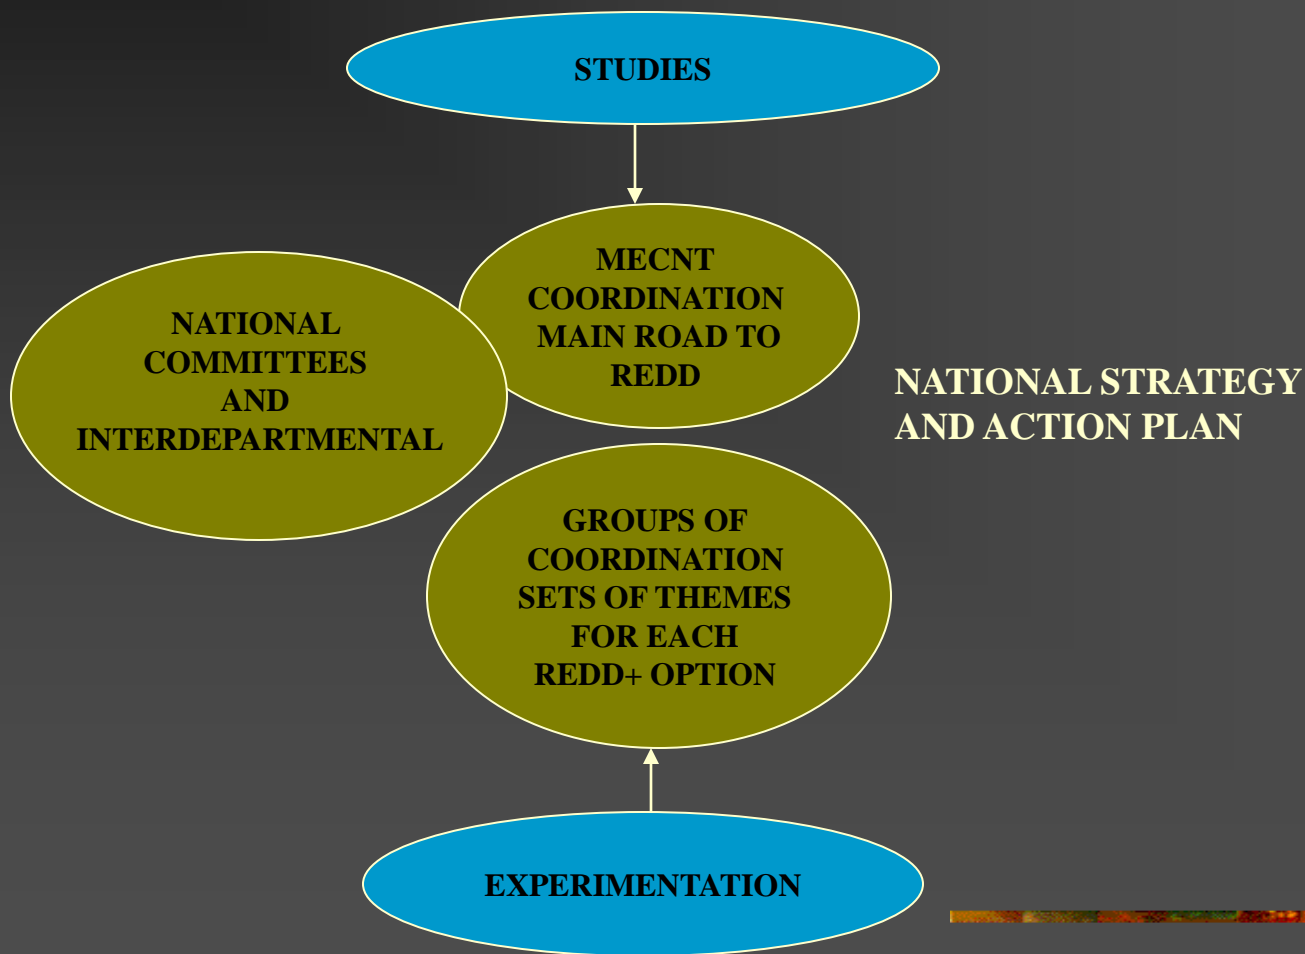 STUDIES
MECNT
COORDINATION
MAIN ROAD TO
REDD
NATIONAL
COMMITTEES
AND
INTERDEPARTMENTAL
NATIONAL STRATEGY
AND ACTION PLAN
GROUPS OF
COORDINATION
SETS OF THEMES
FOR EACH
REDD+ OPTION
EXPERIMENTATION